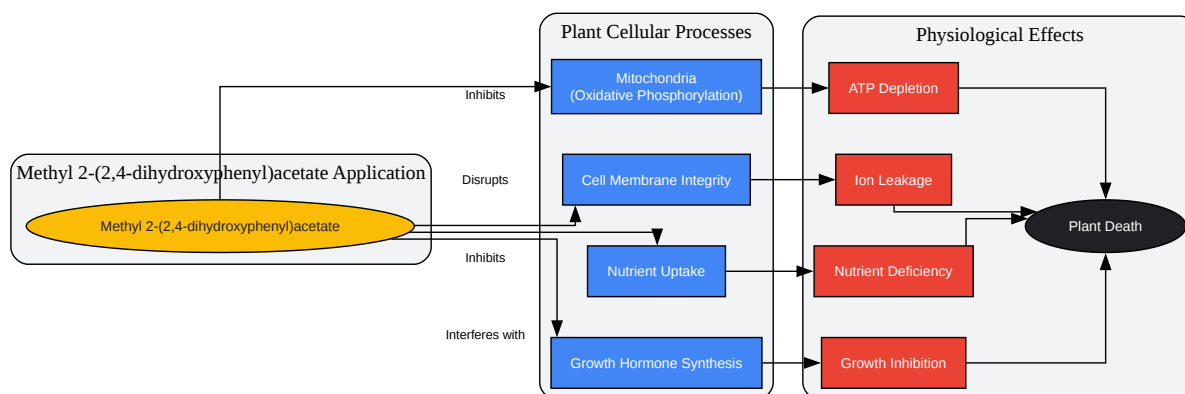 Plant Cellular Processes
Physiological Effects
Mitochondria
(Oxidative Phosphorylation)
ATP Depletion
Inhibits
Methyl 2-(2,4-dihydroxyphenyl)acetate Application
Disrupts
Cell Membrane Integrity
Ion Leakage
Methyl 2-(2,4-dihydroxyphenyl)acetate
Plant Death
Inhibits
Nutrient Uptake
Nutrient Deficiency
Interferes with
Growth Hormone Synthesis
Growth Inhibition